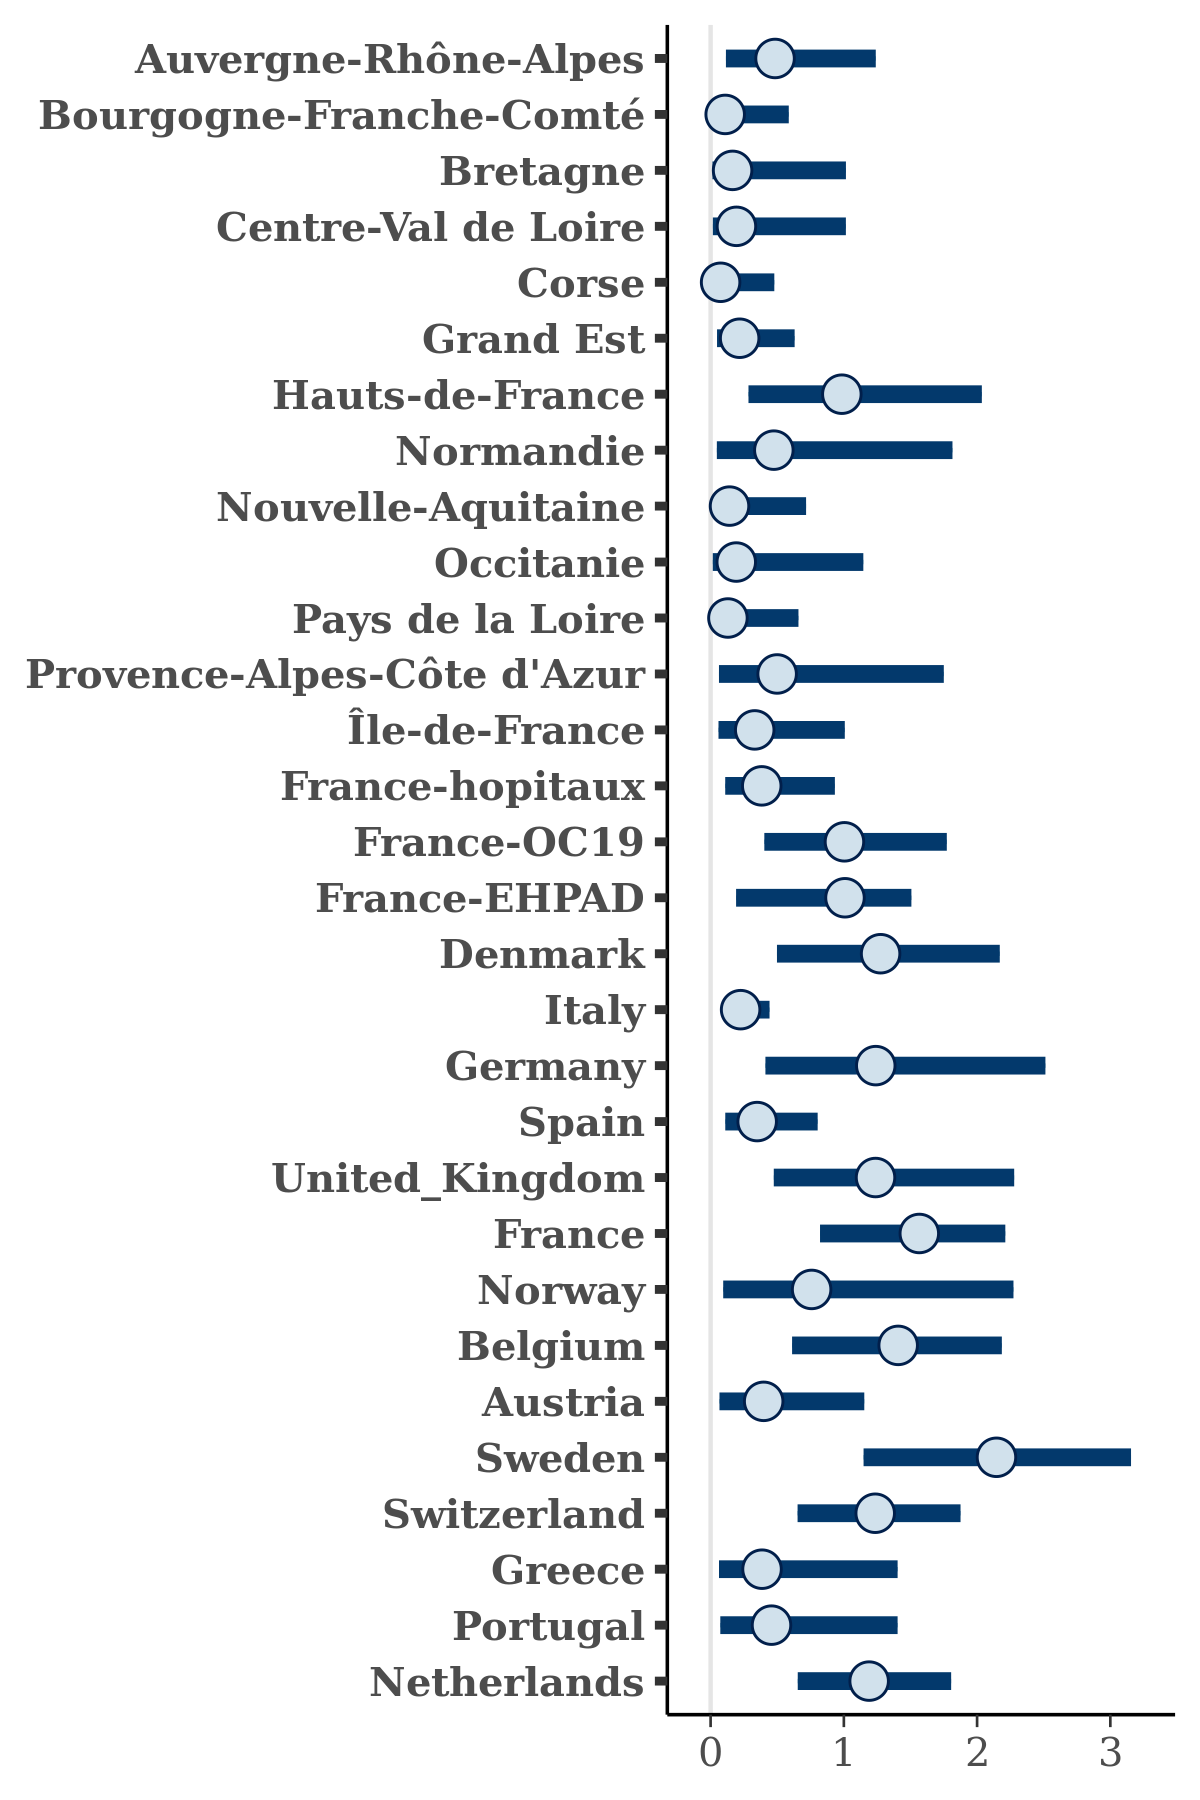 Auvergne-Rhône-Alpes
Bourgogne-Franche-Comté
Bretagne
Centre-Val de Loire
Corse
Grand Est
Hauts-de-France
Normandie
Nouvelle-Aquitaine
Occitanie
Pays de la Loire
Provence-Alpes-Côte d'Azur
Île-de-France
France-hopitaux
France-OC19
France-EHPAD
Denmark
Italy
Germany
Spain
United_Kingdom
France
Norway
Belgium
Austria
Sweden
Switzerland
Greece
Portugal
Netherlands
0 1 2 3